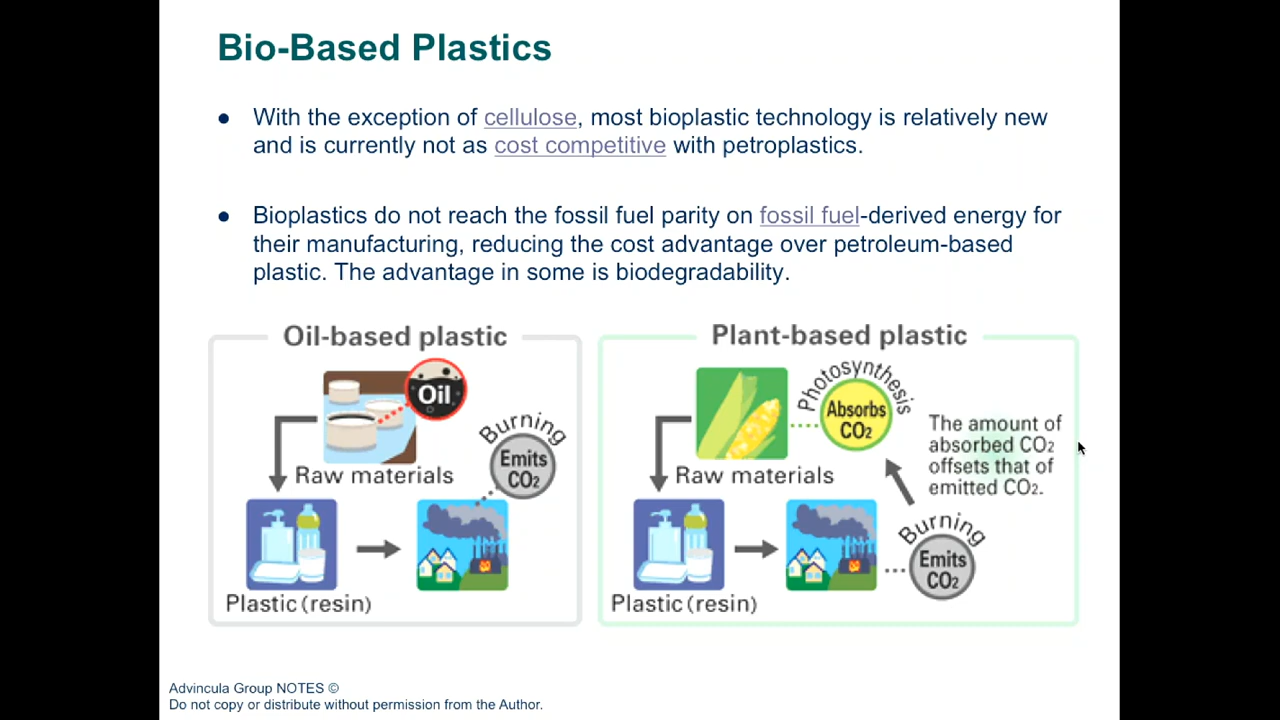 Bio-Based Plastics
● With the exception of cellulose, most bioplastic technology is relatively new
and is currently not as cost competitive with petroplastics.
● Bioplastics do not reach the fossil fuel parity on fossil fuel-derived energy for
their manufacturing, reducing the cost advantage over petroleum-based
plastic. The advantage in some is biodegradability.
Oil-based plastic
Oil
Raw materials
Burning
Emits
CO₂
Plastic (resin)
Plant-based plastic
Photosynthesis
Absorbs
CO₂
Raw materials
The amount of
absorbed CO₂
offsets that of
emitted CO₂.
Burning
Emits
CO₂
Plastic (resin)
Advincula Group NOTES ©
Do not copy or distribute without permission from the Author.